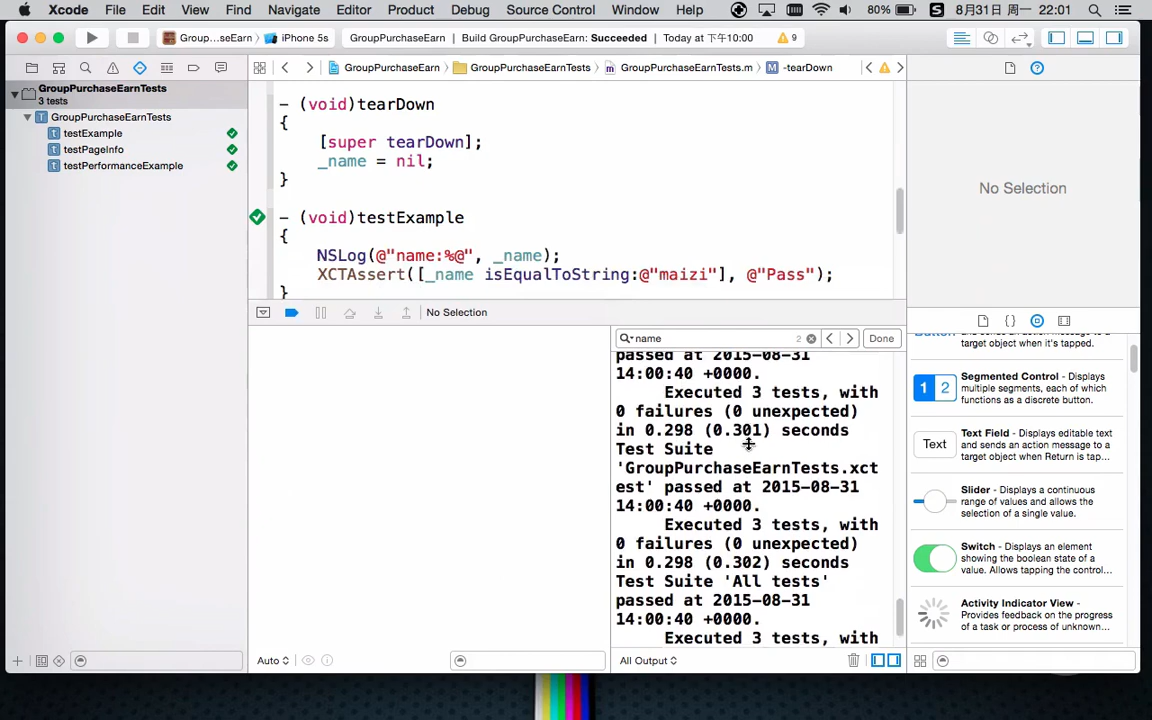 Xcode File Edit View Find Navigate Editor Product Debug Source Control Window Help 80% S 8月31日 周一 22:01
Group...seEarn iPhone 5s GroupPurchaseEarn Build GroupPurchaseEarn: Succeeded Today at 下午10:00 9
GroupPurchaseEarn GroupPurchaseEarnTests GroupPurchaseEarnTests.m M -tearDown
GroupPurchaseEarnTests
3 tests
T GroupPurchaseEarnTests
t testExample
t testPageInfo
t testPerformanceExample
- (void)tearDown
{
[super tearDown];
_name = nil;
}
- (void)testExample
{
NSLog(@"name:%@", _name);
XCTAssert([_name isEqualToString:@"maizi"], @"Pass");
}
No Selection
No Selection
name 2 Done
passed at 2015-08-31
14:00:40 +0000.
Executed 3 tests, with
0 failures (0 unexpected)
in 0.298 (0.301) seconds
Test Suite
'GroupPurchaseEarnTests.xct
est' passed at 2015-08-31
14:00:40 +0000.
Executed 3 tests, with
0 failures (0 unexpected)
in 0.298 (0.302) seconds
Test Suite 'All tests'
passed at 2015-08-31
14:00:40 +0000.
Executed 3 tests, with
Auto
All Output
target object when it's tapped.
1 2
Segmented Control - Displays
multiple segments, each of which
functions as a discrete button.
Text
Text Field - Displays editable text
and sends an action message to a
target object when Return is tap...
Slider - Displays a continuous
range of values and allows the
selection of a single value.
Switch - Displays an element
showing the boolean state of a
value. Allows tapping the control...
Activity Indicator View -
Provides feedback on the progress
of a task or process of unknown...